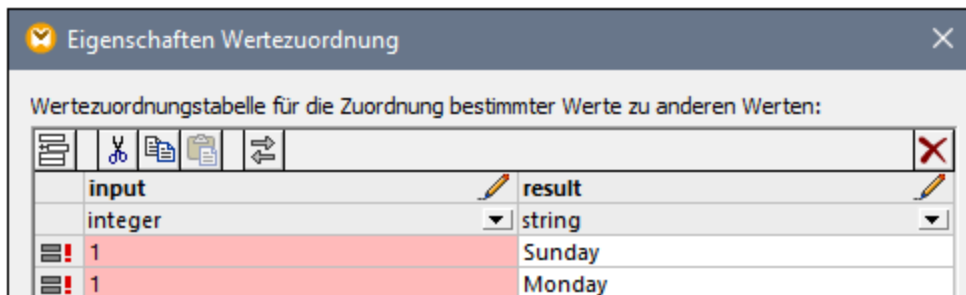 Eigenschaften Wertezuordnung
Wertezuordnungstabelle für die Zuordnung bestimmter Werte zu anderen Werten:
input result
integer string
1 Sunday
1 Monday